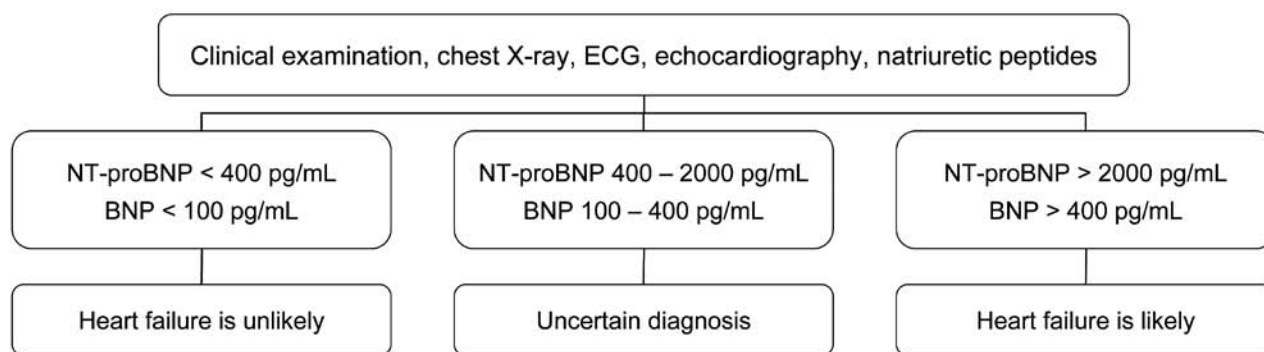 Clinical examination, chest X-ray, ECG, echocardiography, natriuretic peptides
NT-proBNP < 400 pg/mL
BNP < 100 pg/mL
NT-proBNP 400 – 2000 pg/mL
BNP 100 – 400 pg/mL
NT-proBNP > 2000 pg/mL
BNP > 400 pg/mL
Heart failure is unlikely
Uncertain diagnosis
Heart failure is likely